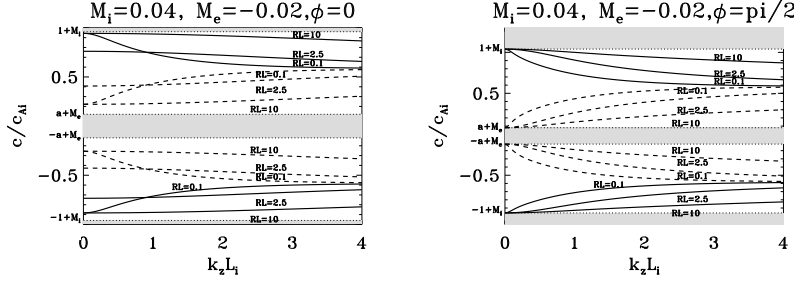 M_i=0.04, M_e=−0.02,ϕ=0
1+M_i
RL=10
RL=2.5
RL=0.1
0.5
RL=0.1
RL=2.5
a+M_e
RL=10
c/c_Ai
−a+M_e
RL=10
RL=2.5
−0.5
RL=0.1
RL=0.1
RL=2.5
−1+M_i
RL=10
0 1 2 3 4
k_zL_i
M_i=0.04, M_e=−0.02,ϕ=pi/2
1+M_i
RL=10
RL=2.5
RL=0.1
0.5
RL=0.1
RL=2.5
a+M_e
RL=10
c/c_Ai
−a+M_e
RL=10
RL=2.5
−0.5
RL=0.1
RL=0.1
RL=2.5
−1+M_i
RL=10
0 1 2 3 4
k_zL_i